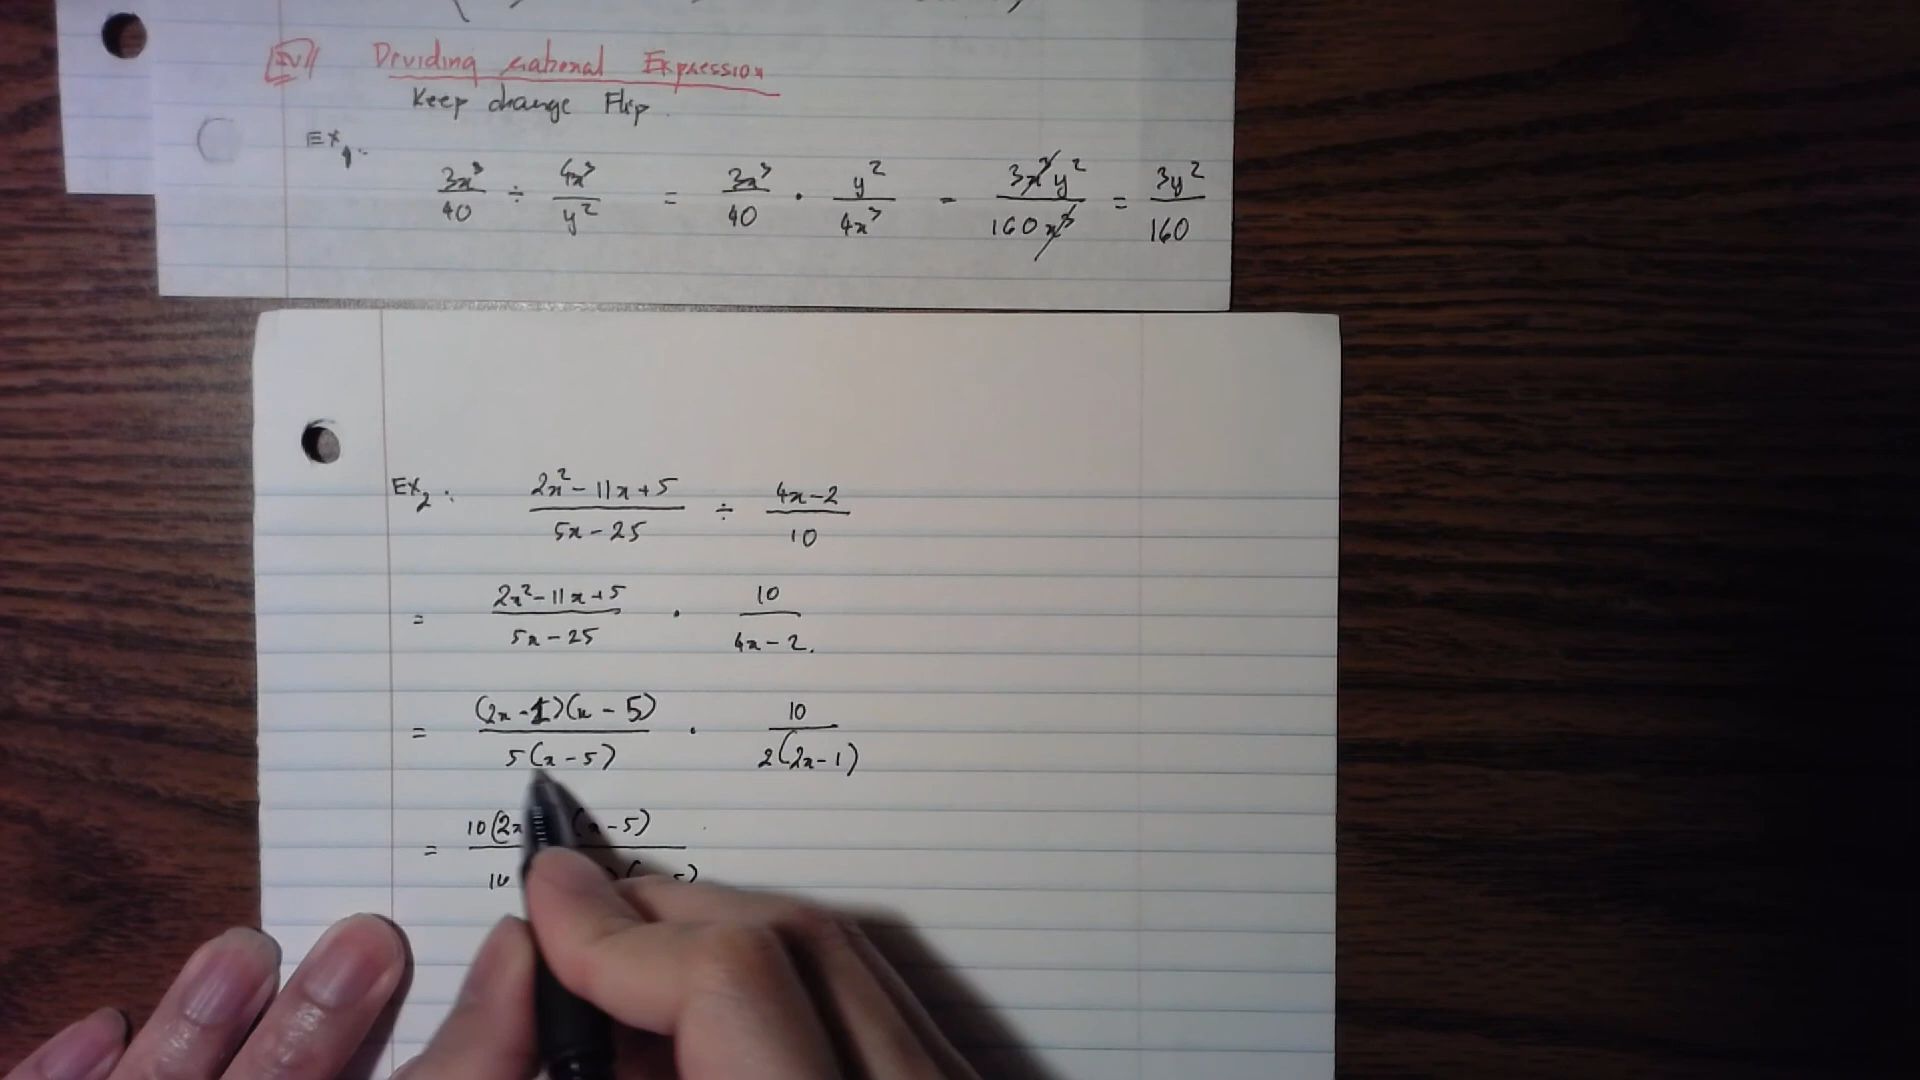 IV Dividing rational Expression
Keep change Flip.
EX1. 3x³/40 ÷ 4x³/y² = 3x³/40 · y²/4x³ = 3x³y²/160x³ = 3y²/160
EX2: 2x²-11x+5/5x-25 ÷ 4x-2/10
= 2x²-11x+5/5x-25 · 10/4x-2.
= (2x-1)(x-5)/5(x-5) · 10/2(2x-1)
= 10(2x (x-5)/10